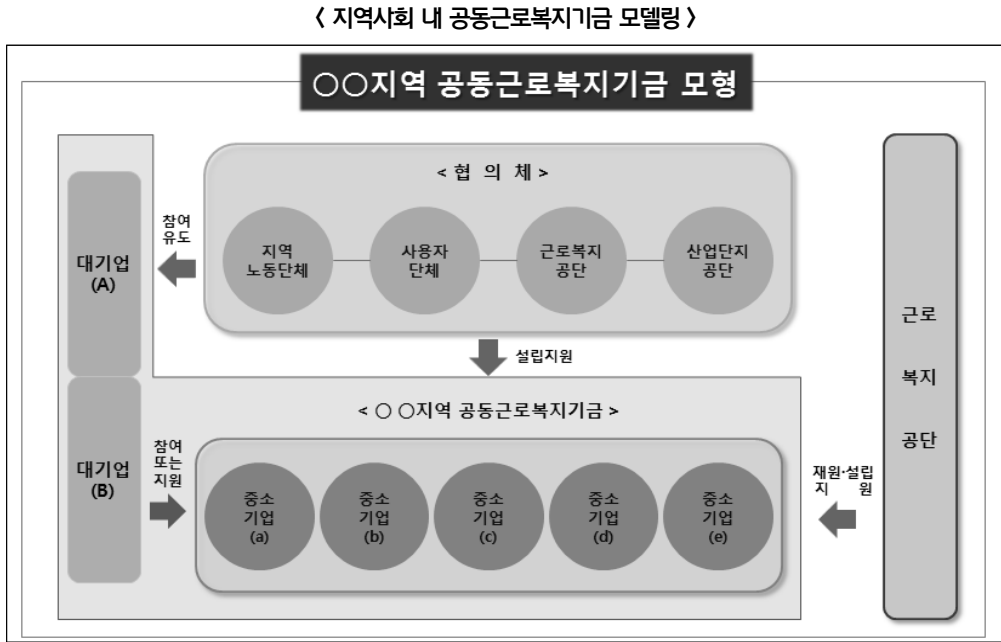 < 지역사회 내 공동근로복지기금 모델링 >
○○지역 공동근로복지기금 모형
< 협 의 체 >
지역
노동단체
사용자
단체
근로복지
공단
산업단지
공단
참여
유도
대기업
(A)
설립지원
근로
복지
공단
< ○ ○지역 공동근로복지기금 >
대기업
(B)
참여
또는
지원
중소
기업
(a)
중소
기업
(b)
중소
기업
(c)
중소
기업
(d)
중소
기업
(e)
재원·설립
지 원